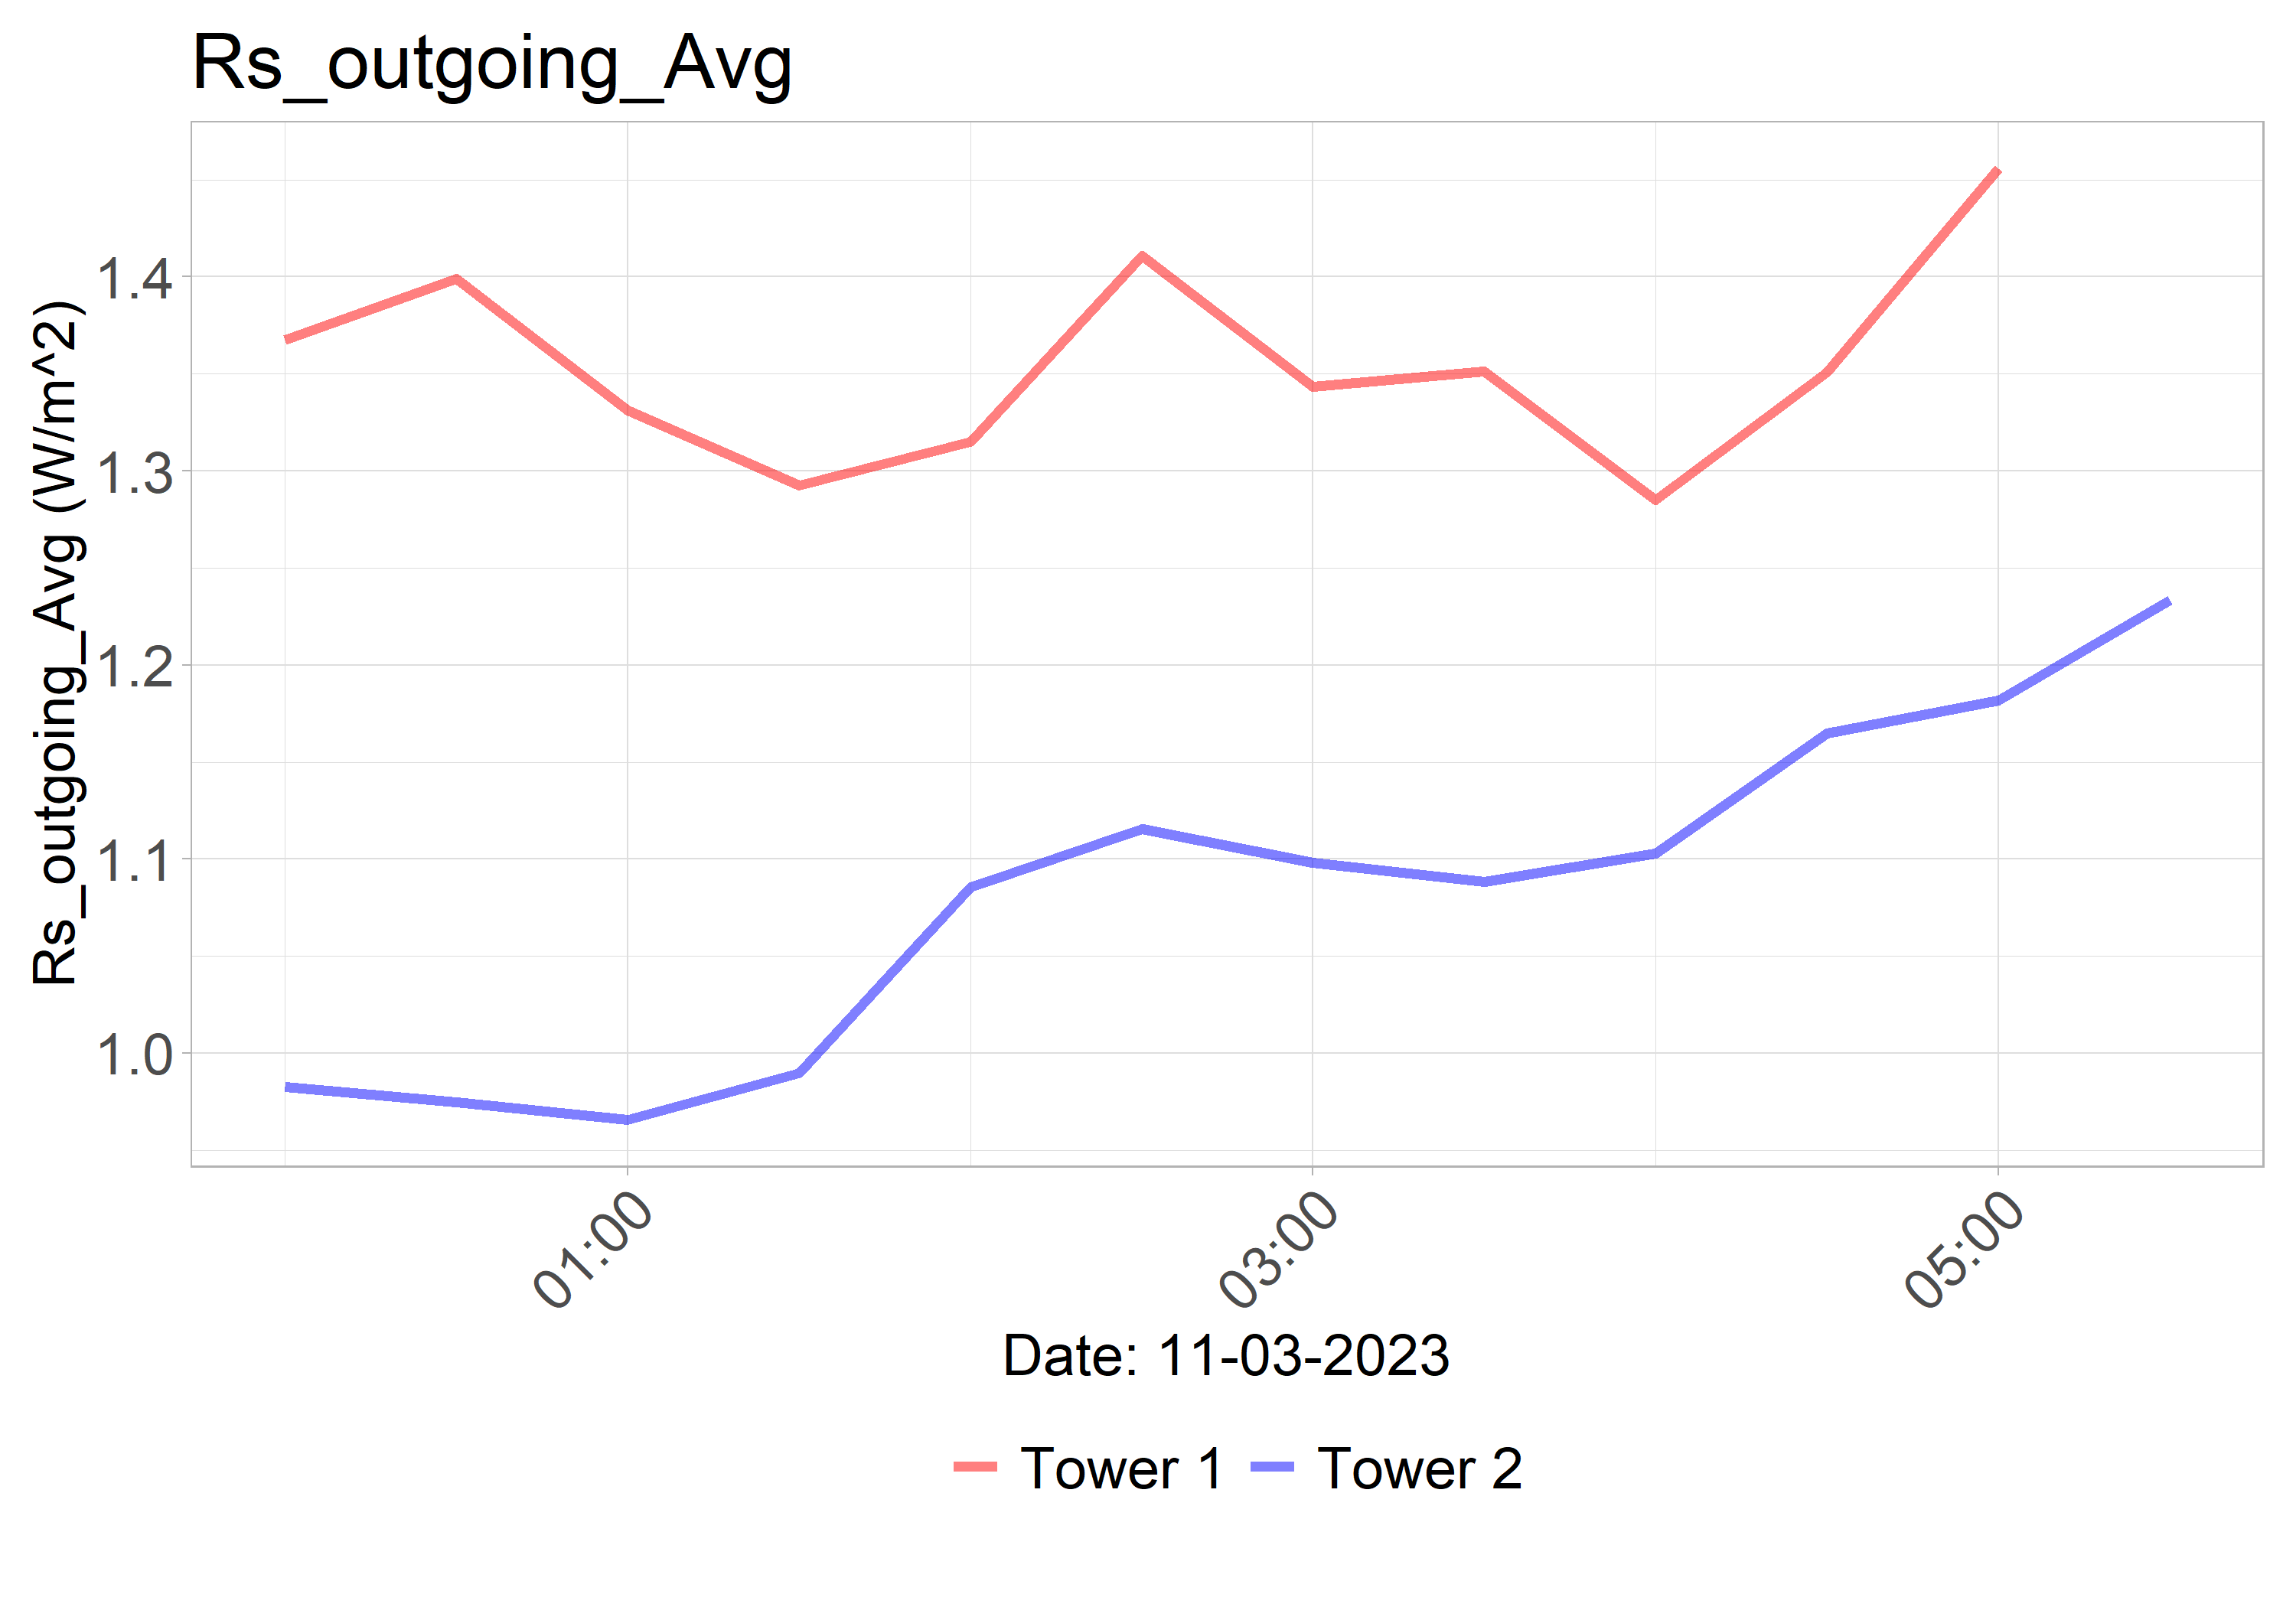 Rs_outgoing_Avg
Rs_outgoing_Avg (W/m^2)
1.4
1.3
1.2
1.1
1.0
01:00
03:00
05:00
Date: 11-03-2023
Tower 1
Tower 2